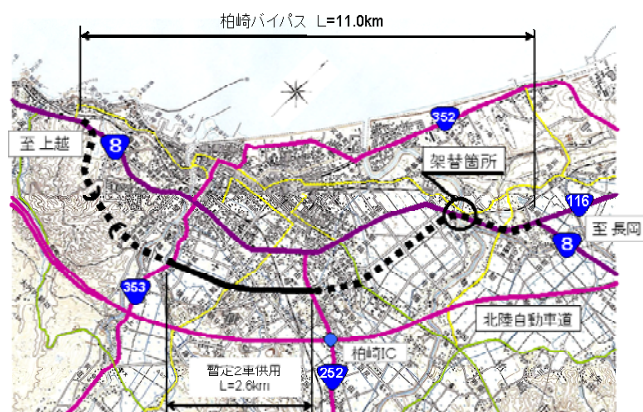 柏崎バイパス L=11.0km
352
架替箇所
至 上越
8
116
至 長岡
8
353
北陸自動車道
柏崎IC
暫定2車供用
L=2.6km
252